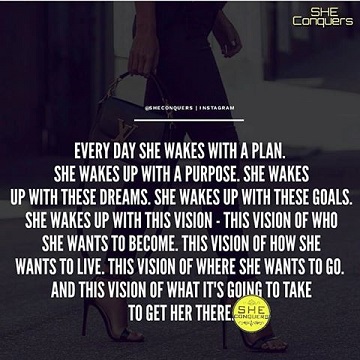 SHE
Conquers
@SHECONQUERS | INSTAGRAM
EVERY DAY SHE WAKES WITH A PLAN.
SHE WAKES UP WITH A PURPOSE. SHE WAKES
UP WITH THESE DREAMS. SHE WAKES UP WITH THESE GOALS.
SHE WAKES UP WITH THIS VISION - THIS VISION OF WHO
SHE WANTS TO BECOME. THIS VISION OF HOW SHE
WANTS TO LIVE. THIS VISION OF WHERE SHE WANTS TO GO.
AND THIS VISION OF WHAT IT'S GOING TO TAKE
TO GET HER THERE
SHE
CONQUERS